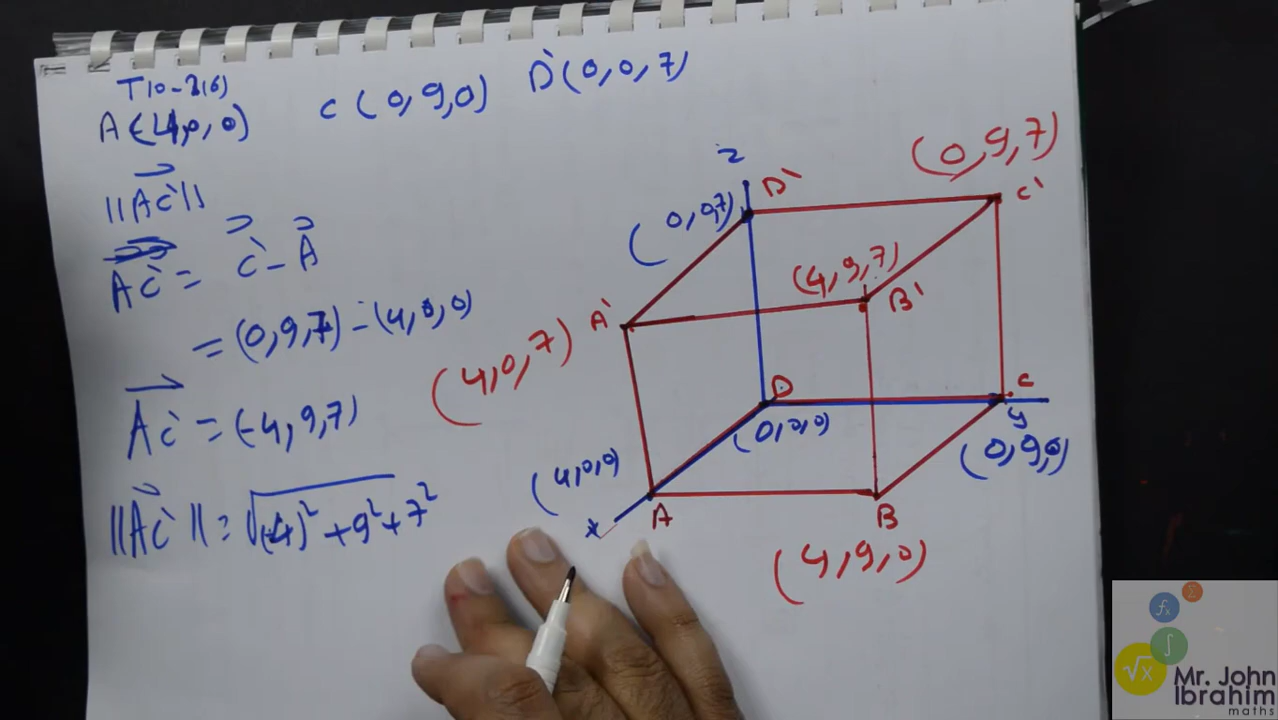 T10-2(6)
A(4,0,0) C(0,9,0) D`(0,0,7)
||AC`||
AC` = C` - A
= (0,9,7) - (4,0,0)
AC` = (-4,9,7)
||AC`|| = √(-4)² + 9² + 7²
z
D`
(0,0,7)
(0,9,7)
C`
(4,9,7)
B`
A`
(4,0,7)
D
(0,0,0)
C
y
(0,9,0)
(4,0,0)
x
A
B
(4,9,0)
fx
Σ
∫
√x
Mr. John
Ibrahim
maths